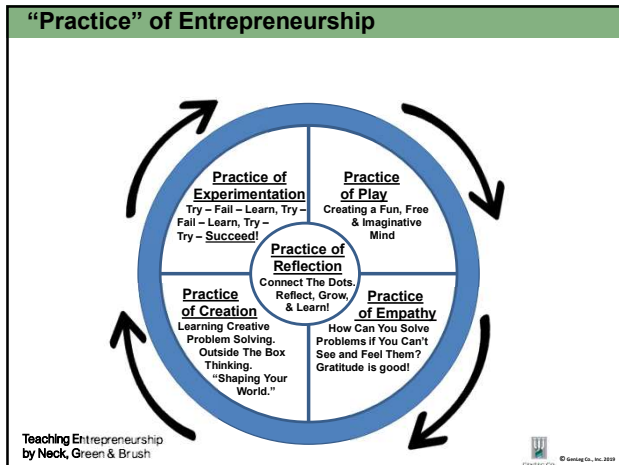 “Practice” of Entrepreneurship
Practice of
Experimentation
Try – Fail – Learn, Try –
Fail – Learn, Try –
Try – Succeed!
Practice
of Play
Creating a Fun, Free
& Imaginative
Mind
Practice of
Reflection
Connect The Dots.
Reflect, Grow,
& Learn!
Practice
of Creation
Learning Creative
Problem Solving.
Outside The Box
Thinking.
“Shaping Your
World.”
Practice
of Empathy
How Can You Solve
Problems if You Can’t
See and Feel Them?
Gratitude is good!
Teaching Entrepreneurship
by Neck, Green & Brush
© GenLeg Co., Inc. 2019